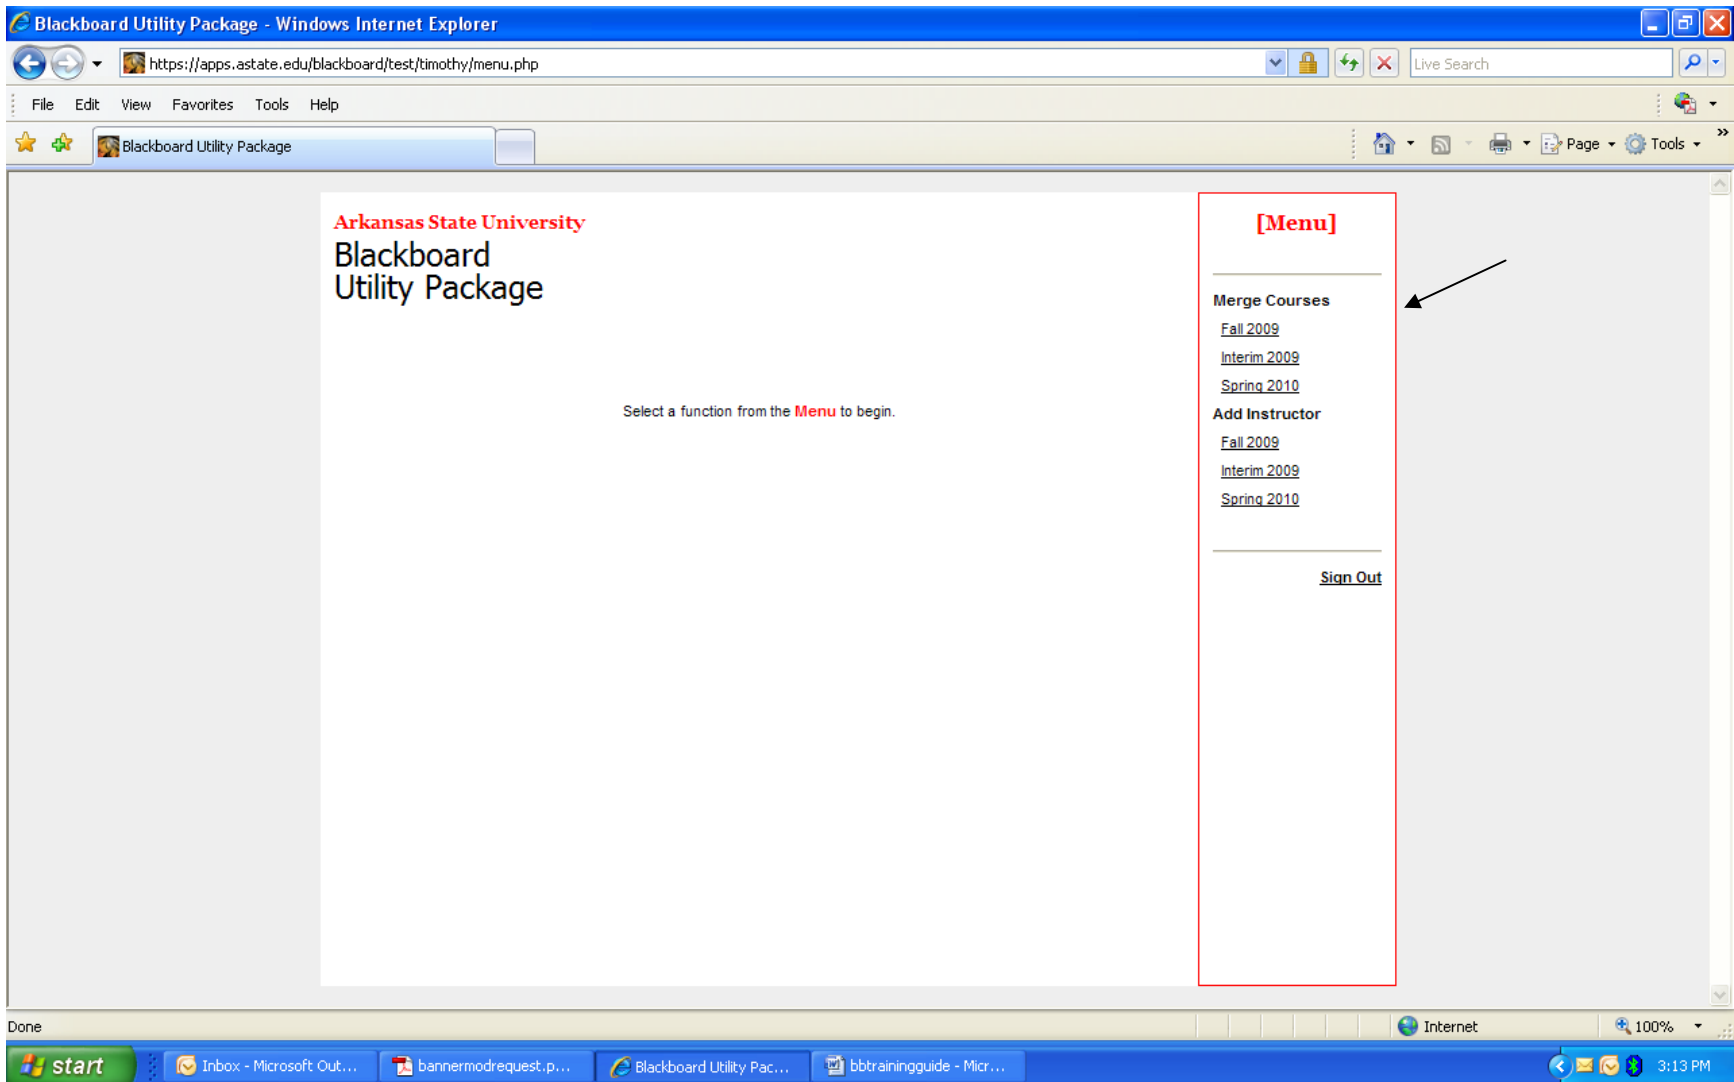 Blackboard Utility Package - Windows Internet Explorer
https://apps.astate.edu/blackboard/test/timothy/menu.php
Live Search
File Edit View Favorites Tools Help
Blackboard Utility Package
Page Tools
Arkansas State University
Blackboard
Utility Package
Select a function from the Menu to begin.
[Menu]
Merge Courses
Fall 2009
Interim 2009
Spring 2010
Add Instructor
Fall 2009
Interim 2009
Spring 2010
Sign Out
Done
Internet
100%
start
Inbox - Microsoft Out...
bannermodrequest.p...
Blackboard Utility Pac...
bbtrainingguide - Micr...
3:13 PM